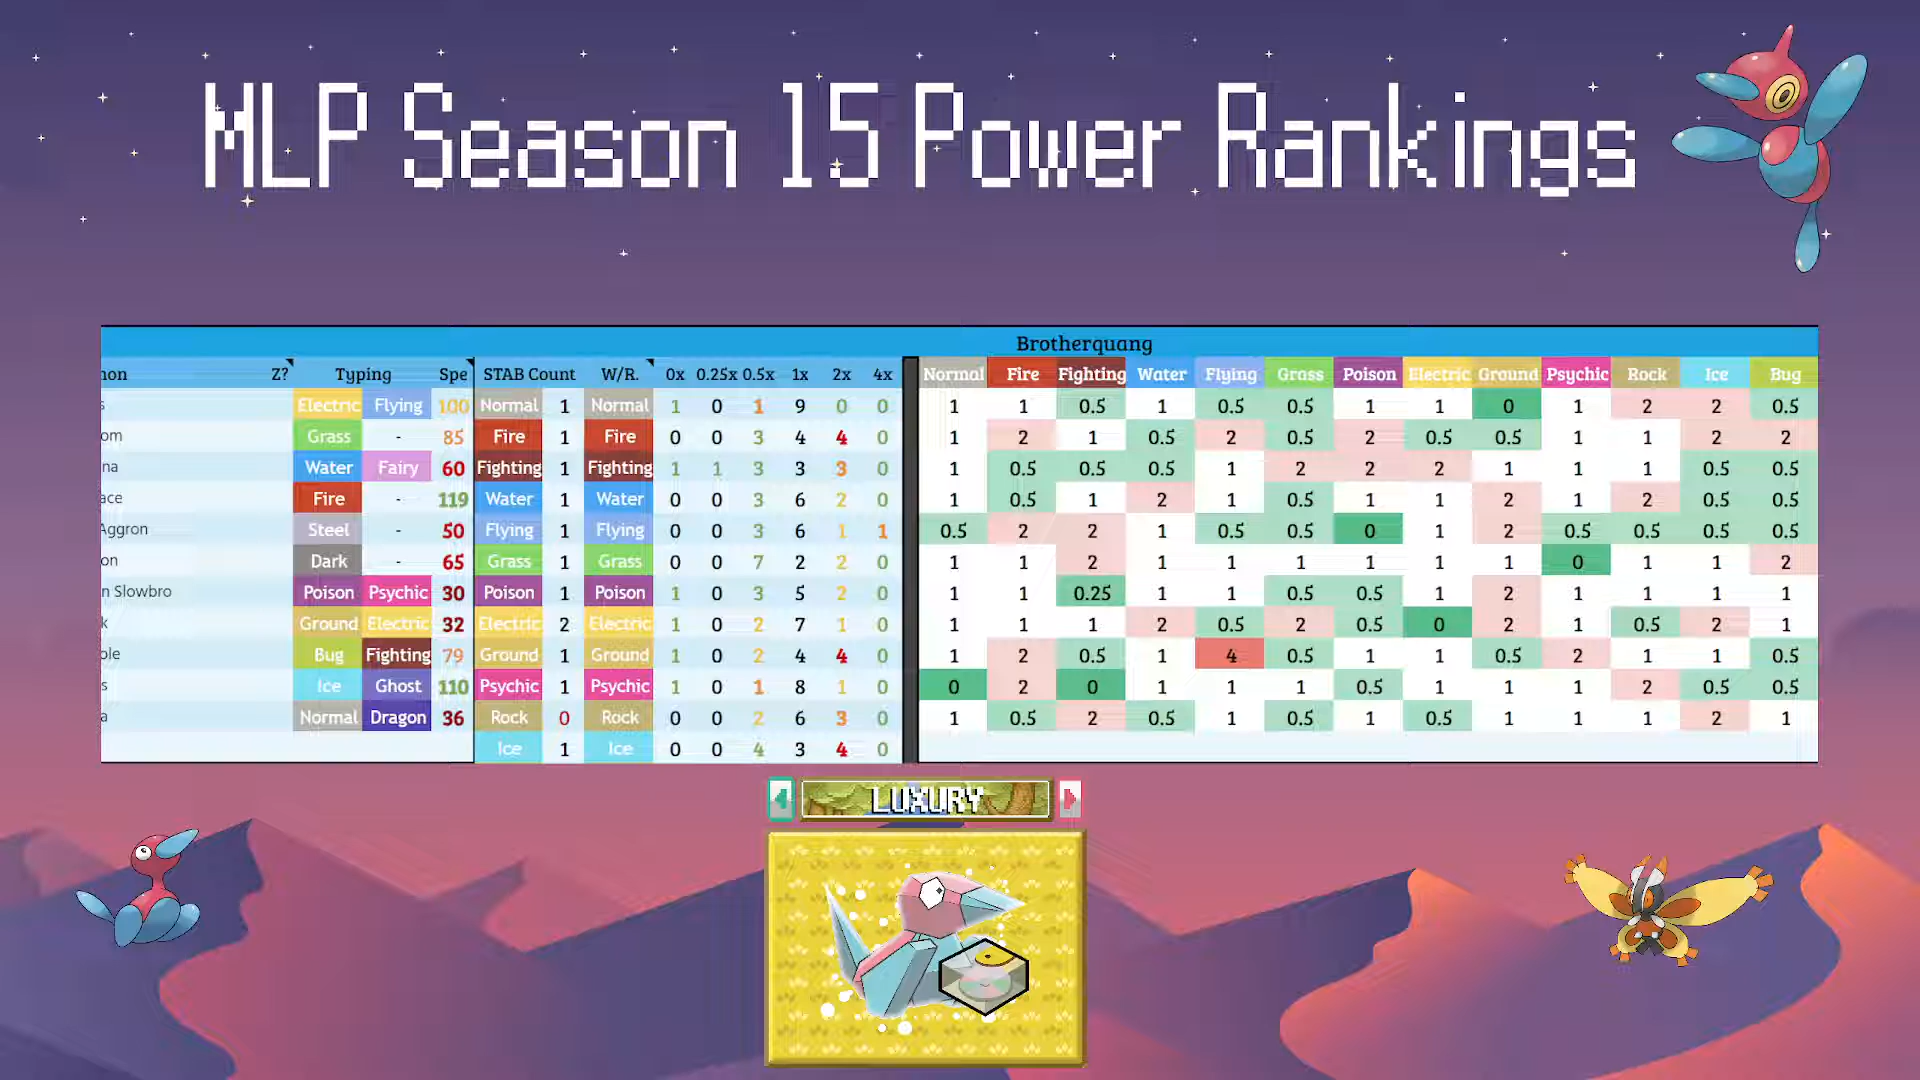 MLP Season 15 Power Rankings
Brotherquang
non Z? Typing Spe STAB Count W/R. 0x 0.25x 0.5x 1x 2x 4x Normal Fire Fighting Water Flying Grass Poison Electric Ground Psychic Rock Ice Bug
s Electric Flying 100 Normal 1 Normal 1 0 1 9 0 0 1 1 0.5 1 0.5 0.5 1 1 0 1 2 2 0.5
om Grass - 85 Fire 1 Fire 0 0 3 4 4 0 1 2 1 0.5 2 0.5 2 0.5 0.5 1 1 2 2
na Water Fairy 60 Fighting 1 Fighting 1 1 3 3 3 0 1 0.5 0.5 0.5 1 2 2 2 1 1 1 0.5 0.5
ace Fire - 119 Water 1 Water 0 0 3 6 2 0 1 0.5 1 2 1 0.5 1 1 2 1 2 0.5 0.5
Aggron Steel - 50 Flying 1 Flying 0 0 3 6 1 1 0.5 2 2 1 0.5 0.5 0 1 2 0.5 0.5 0.5 0.5
on Dark - 65 Grass 1 Grass 0 0 7 2 2 0 1 1 2 1 1 1 1 1 1 0 1 1 2
n Slowbro Poison Psychic 30 Poison 1 Poison 1 0 3 5 2 0 1 1 0.25 1 1 0.5 0.5 1 2 1 1 1 1
k Ground Electric 32 Electric 2 Electric 1 0 2 7 1 0 1 1 1 2 0.5 2 0.5 0 2 1 0.5 2 1
ole Bug Fighting 79 Ground 1 Ground 1 0 2 4 4 0 1 2 0.5 1 4 0.5 1 1 0.5 2 1 1 0.5
s Ice Ghost 110 Psychic 1 Psychic 1 0 1 8 1 0 0 2 0 1 1 1 0.5 1 1 1 2 0.5 0.5
a Normal Dragon 36 Rock 0 Rock 0 0 2 6 3 0 1 0.5 2 0.5 1 0.5 1 0.5 1 1 1 2 1
Ice 1 Ice 0 0 4 3 4 0
LUXURY